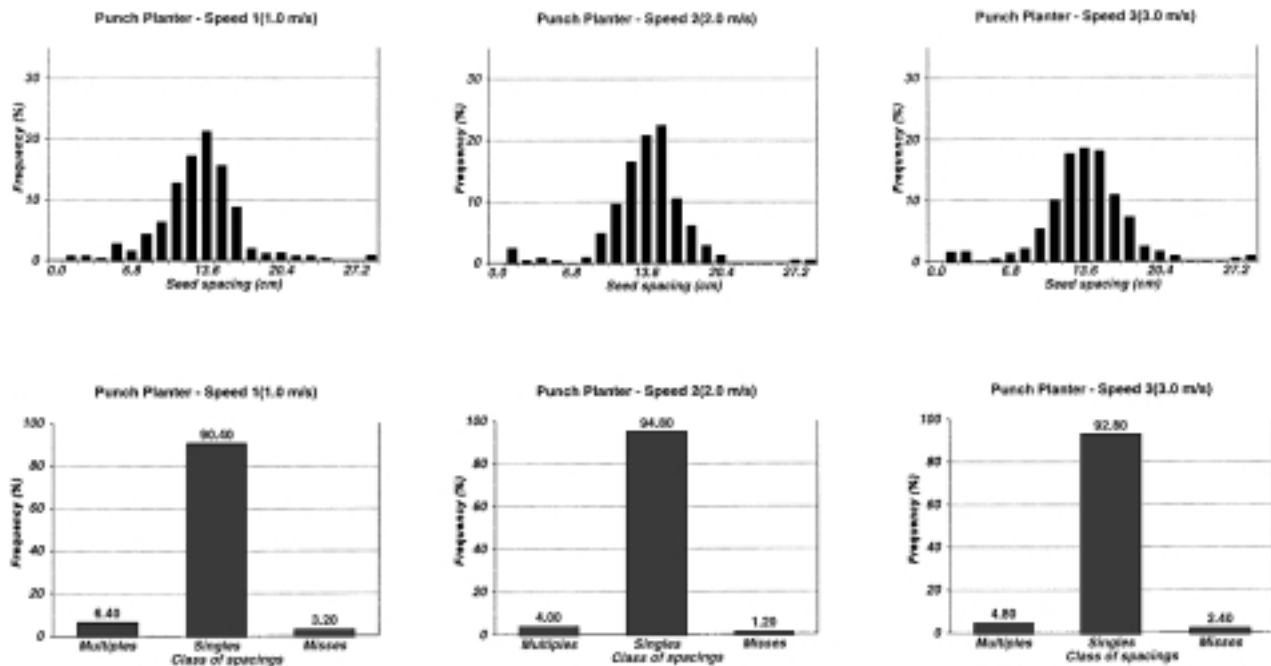 Punch Planter - Speed 1(1.0 m/s)
30
20
10
0
Frequency (%)
0.0 6.8 13.6 20.4 27.2
Seed spacing (cm)
Punch Planter - Speed 2(2.0 m/s)
30
20
10
0
Frequency (%)
0.0 6.8 13.6 20.4 27.2
Seed spacing (cm)
Punch Planter - Speed 3(3.0 m/s)
30
20
10
0
Frequency (%)
0.0 6.8 13.6 20.4 27.2
Seed spacing (cm)
Punch Planter - Speed 1(1.0 m/s)
100
80
60
40
20
0
Frequency (%)
6.40
90.40
3.20
Multiples Singles Misses
Class of spacings
Punch Planter - Speed 2(2.0 m/s)
100
80
60
40
20
0
Frequency (%)
4.00
94.80
1.20
Multiples Singles Misses
Class of spacings
Punch Planter - Speed 3(3.0 m/s)
100
80
60
40
20
0
Frequency (%)
4.80
92.80
2.40
Multiples Singles Misses
Class of spacings